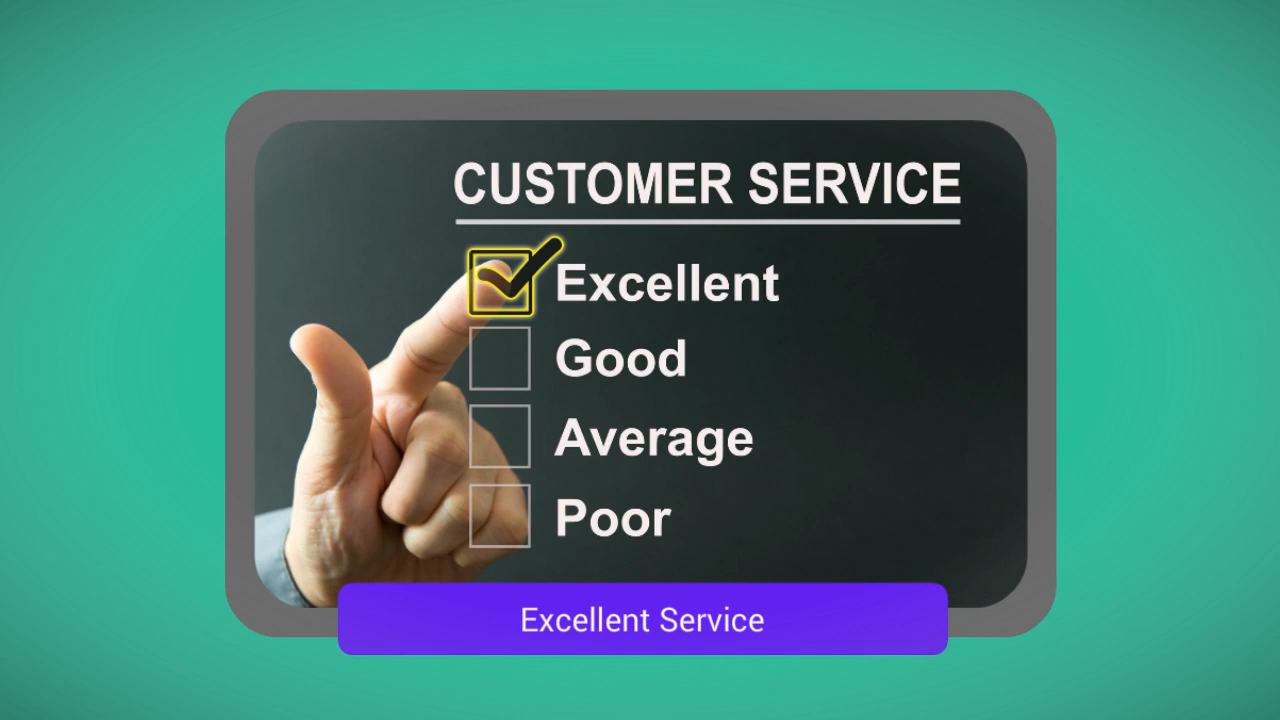 CUSTOMER SERVICE
Excellent
Good
Average
Poor
Excellent Service